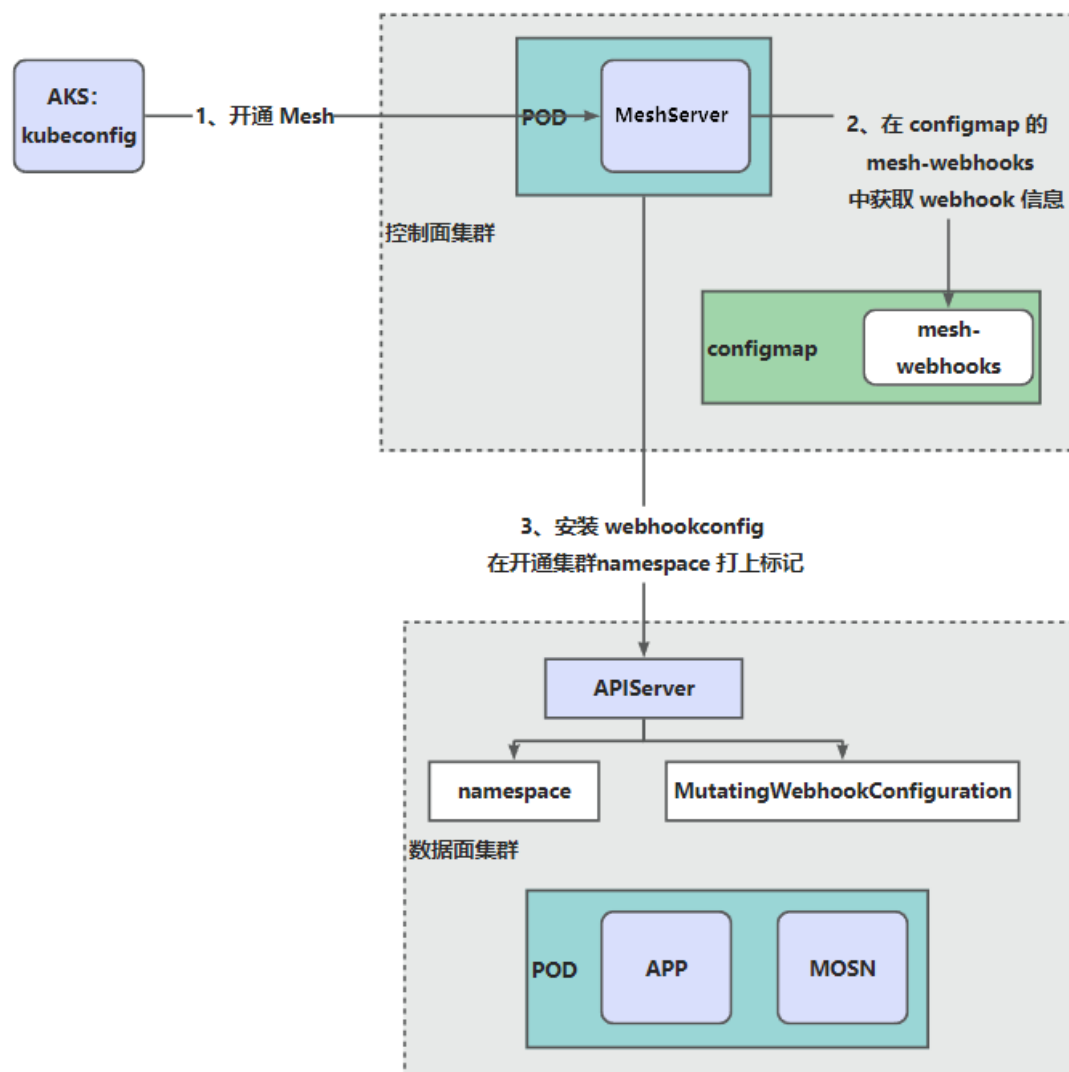 AKS：
kubeconfig
1、开通 Mesh
POD
MeshServer
2、在 configmap 的
mesh-webhooks
中获取 webhook 信息
控制面集群
configmap
mesh-
webhooks
3、安装 webhookconfig
在开通集群namespace 打上标记
APIServer
namespace
MutatingWebhookConfiguration
数据面集群
POD
APP
MOSN